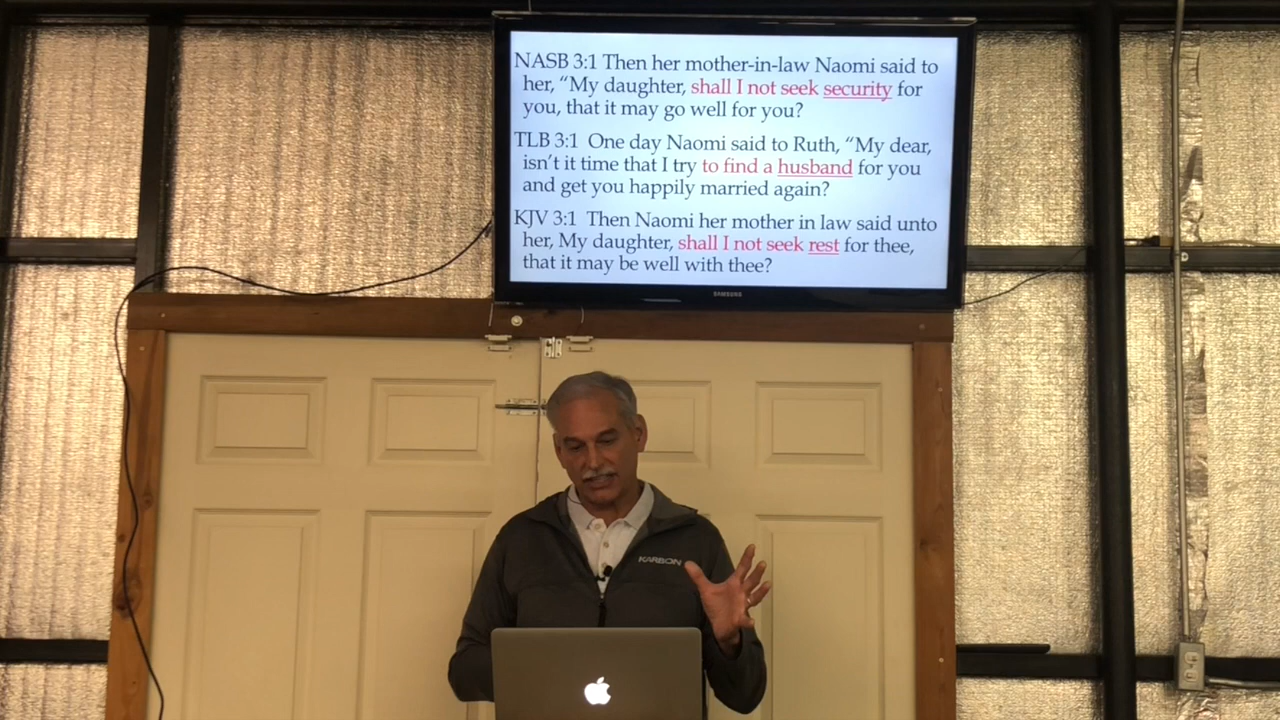 NASB 3:1 Then her mother-in-law Naomi said to
her, “My daughter, shall I not seek security for
you, that it may go well for you?
TLB 3:1 One day Naomi said to Ruth, “My dear,
isn’t it time that I try to find a husband for you
and get you happily married again?
KJV 3:1 Then Naomi her mother in law said unto
her, My daughter, shall I not seek rest for thee,
that it may be well with thee?
SAMSUNG
KARBON